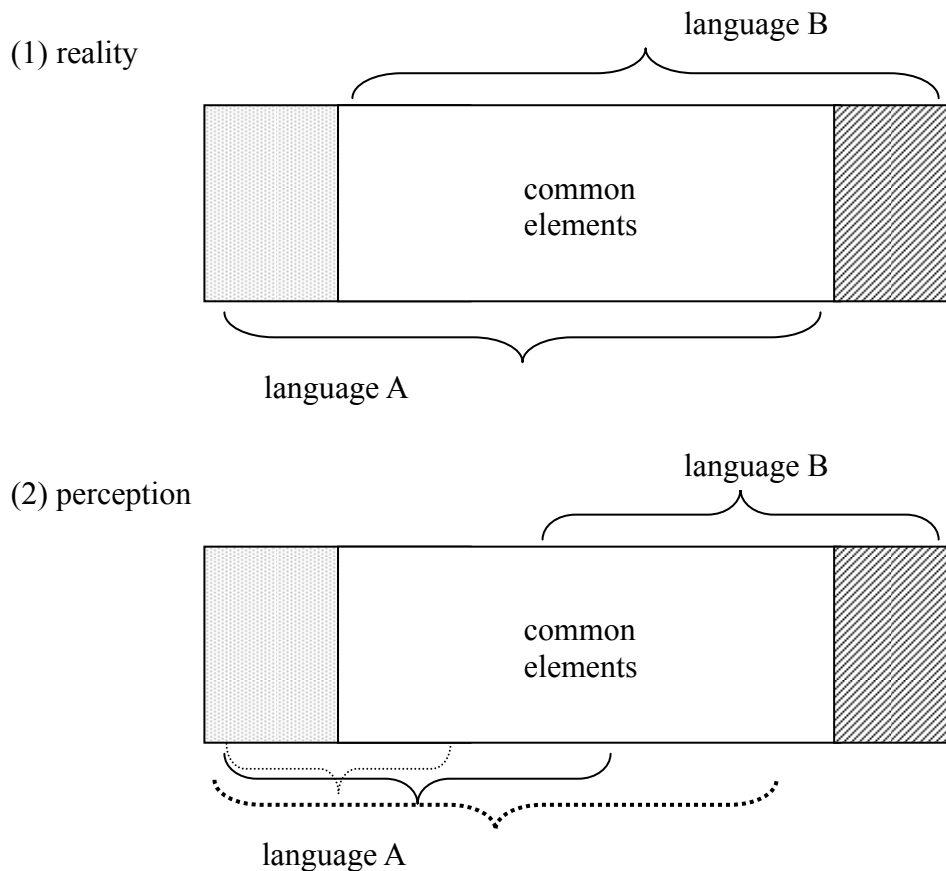 language B
(1) reality
common
elements
language A
language B
(2) perception
common
elements
language A